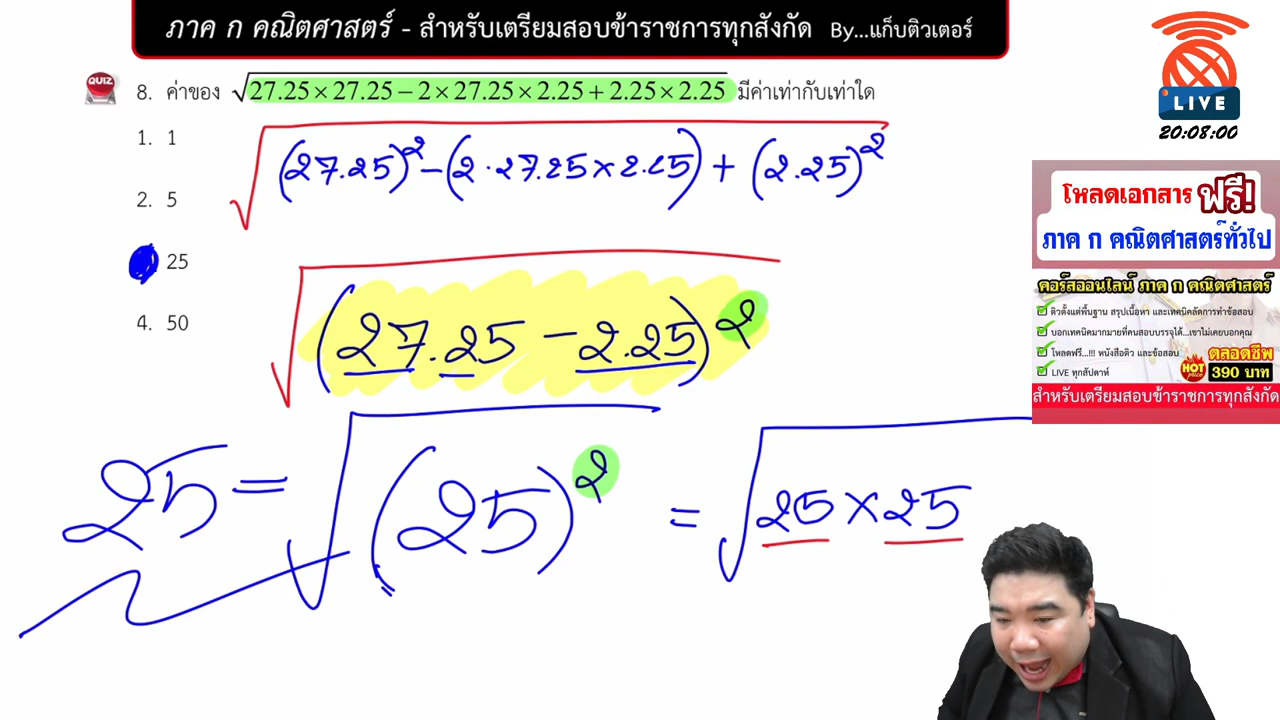 ภาค ก คณิตศาสตร์ - สำหรับเตรียมสอบข้าราชการทุกสังกัด By...แก็บติวเตอร์
QUIZ
8. ค่าของ √27.25×27.25−2×27.25×2.25+2.25×2.25 มีค่าเท่ากับเท่าใด
1. 1
√(27.25)² − (2·27.25×2.25) + (2.25)²
2. 5
25
√(27.25 − 2.25)²
4. 50
25 = √(25)² = √25×25
LIVE
20:08:00
โหลดเอกสาร ฟรี!
ภาค ก คณิตศาสตร์ทั่วไป
คอร์สออนไลน์ ภาค ก คณิตศาสตร์
ติวตั้งแต่พื้นฐาน สรุปเนื้อหา และเทคนิคลัดการทำข้อสอบ
บอกเทคนิคมากมายที่คนสอบบรรจุได้...เขาไม่เคยบอกคุณ
โหลดฟรี...!!! หนังสือติว และข้อสอบ
LIVE ทุกสัปดาห์
HOT price
ตลอดชีพ
390 บาท
สำหรับเตรียมสอบข้าราชการทุกสังกัด